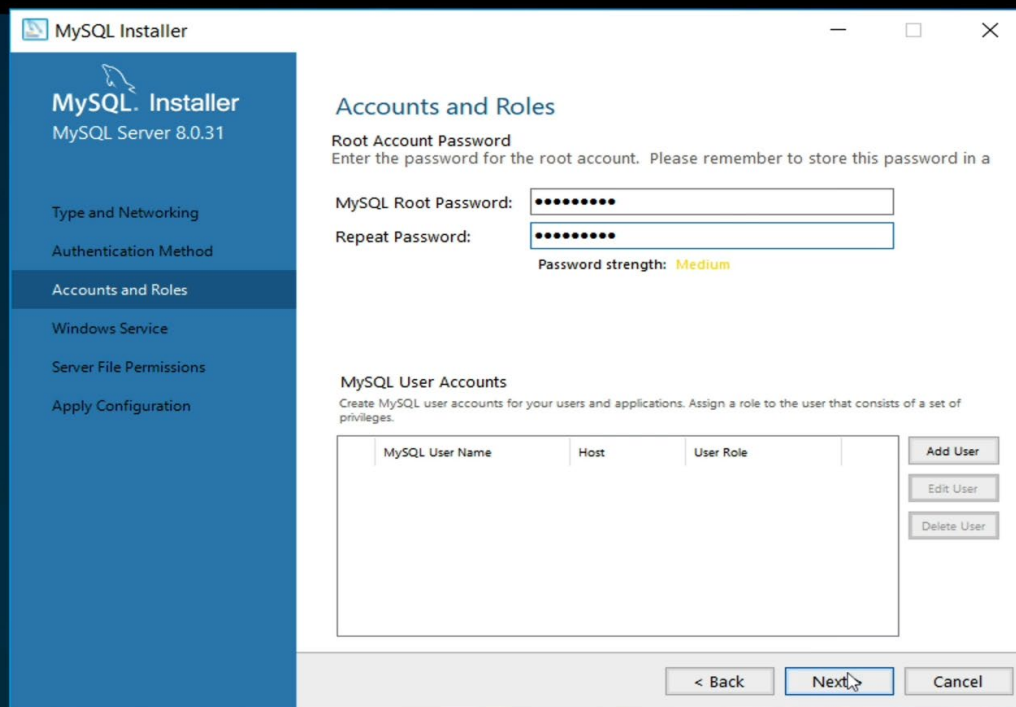 MySQL Installer
MySQL. Installer
MySQL Server 8.0.31
Type and Networking
Authentication Method
Accounts and Roles
Windows Service
Server File Permissions
Apply Configuration
Accounts and Roles
Root Account Password
Enter the password for the root account. Please remember to store this password in a
MySQL Root Password: •••••••••
Repeat Password: •••••••••
Password strength: Medium
MySQL User Accounts
Create MySQL user accounts for your users and applications. Assign a role to the user that consists of a set of
privileges.
MySQL User Name Host User Role
Add User
Edit User
Delete User
< Back Next > Cancel